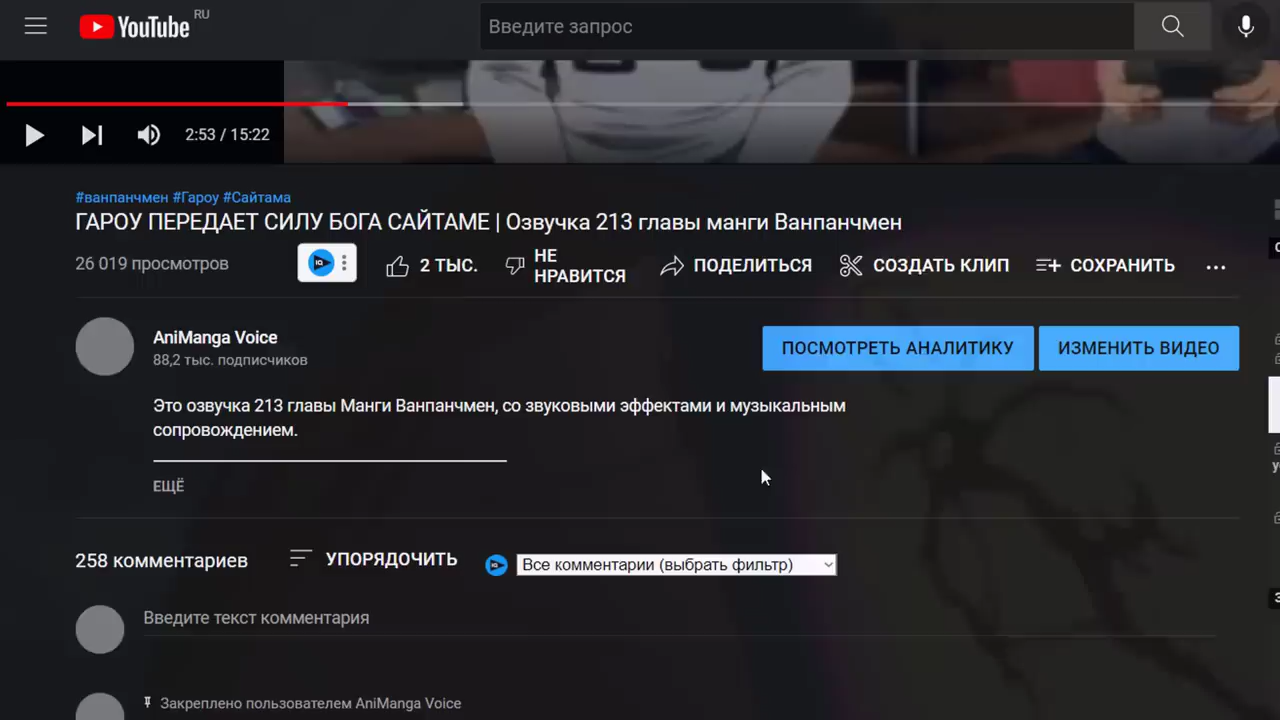 YouTube RU
Введите запрос
2:53 / 15:22
#ванпанчмен #Гароу #Сайтама
ГАРОУ ПЕРЕДАЕТ СИЛУ БОГА САЙТАМЕ | Озвучка 213 главы манги Ванпанчмен
26 019 просмотров
IQ
2 ТЫС.
НЕ
НРАВИТСЯ
ПОДЕЛИТЬСЯ
СОЗДАТЬ КЛИП
СОХРАНИТЬ
AniManga Voice
88,2 тыс. подписчиков
ПОСМОТРЕТЬ АНАЛИТИКУ
ИЗМЕНИТЬ ВИДЕО
Это озвучка 213 главы Манги Ванпанчмен, со звуковыми эффектами и музыкальным
сопровождением.
ЕЩЁ
258 комментариев
УПОРЯДОЧИТЬ
IQ
Все комментарии (выбрать фильтр)
Введите текст комментария
Закреплено пользователем AniManga Voice